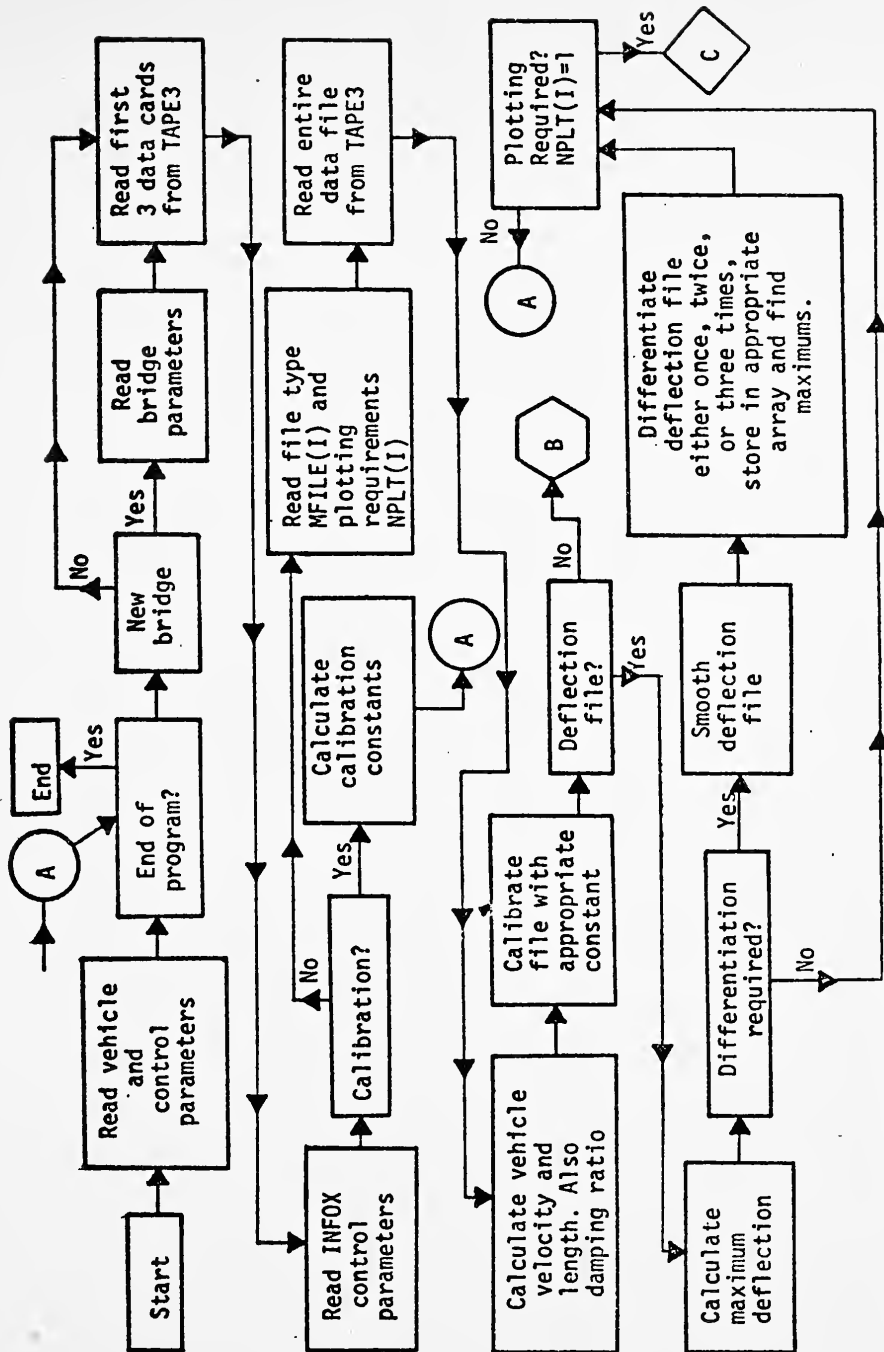 Start
Read vehicle
and
control
parameters
A
End
Yes
End of
program?
New
bridge
No
Yes
Read
bridge
parameters
Read first
3 data cards
from TAPE3
Read INFOX
control
parameters
Calibration?
No
Yes
Calculate
calibration
constants
A
Read file type
MFILE(I) and
plotting
requirements
NPLT(I)
Read entire
data file
from TAPE3
Calculate vehicle
velocity and
length. Also
damping ratio
Calibrate
file with
appropriate
constant
Deflection
file?
No
B
Yes
Calculate
maximum
deflection
Differentiation
required?
Yes
No
Smooth
deflection
file
Differentiate
deflection file
either once, twice,
or three times,
store in appropriate
array and find
maximums.
Plotting
Required?
NPLT(I)=1
No
A
Yes
C